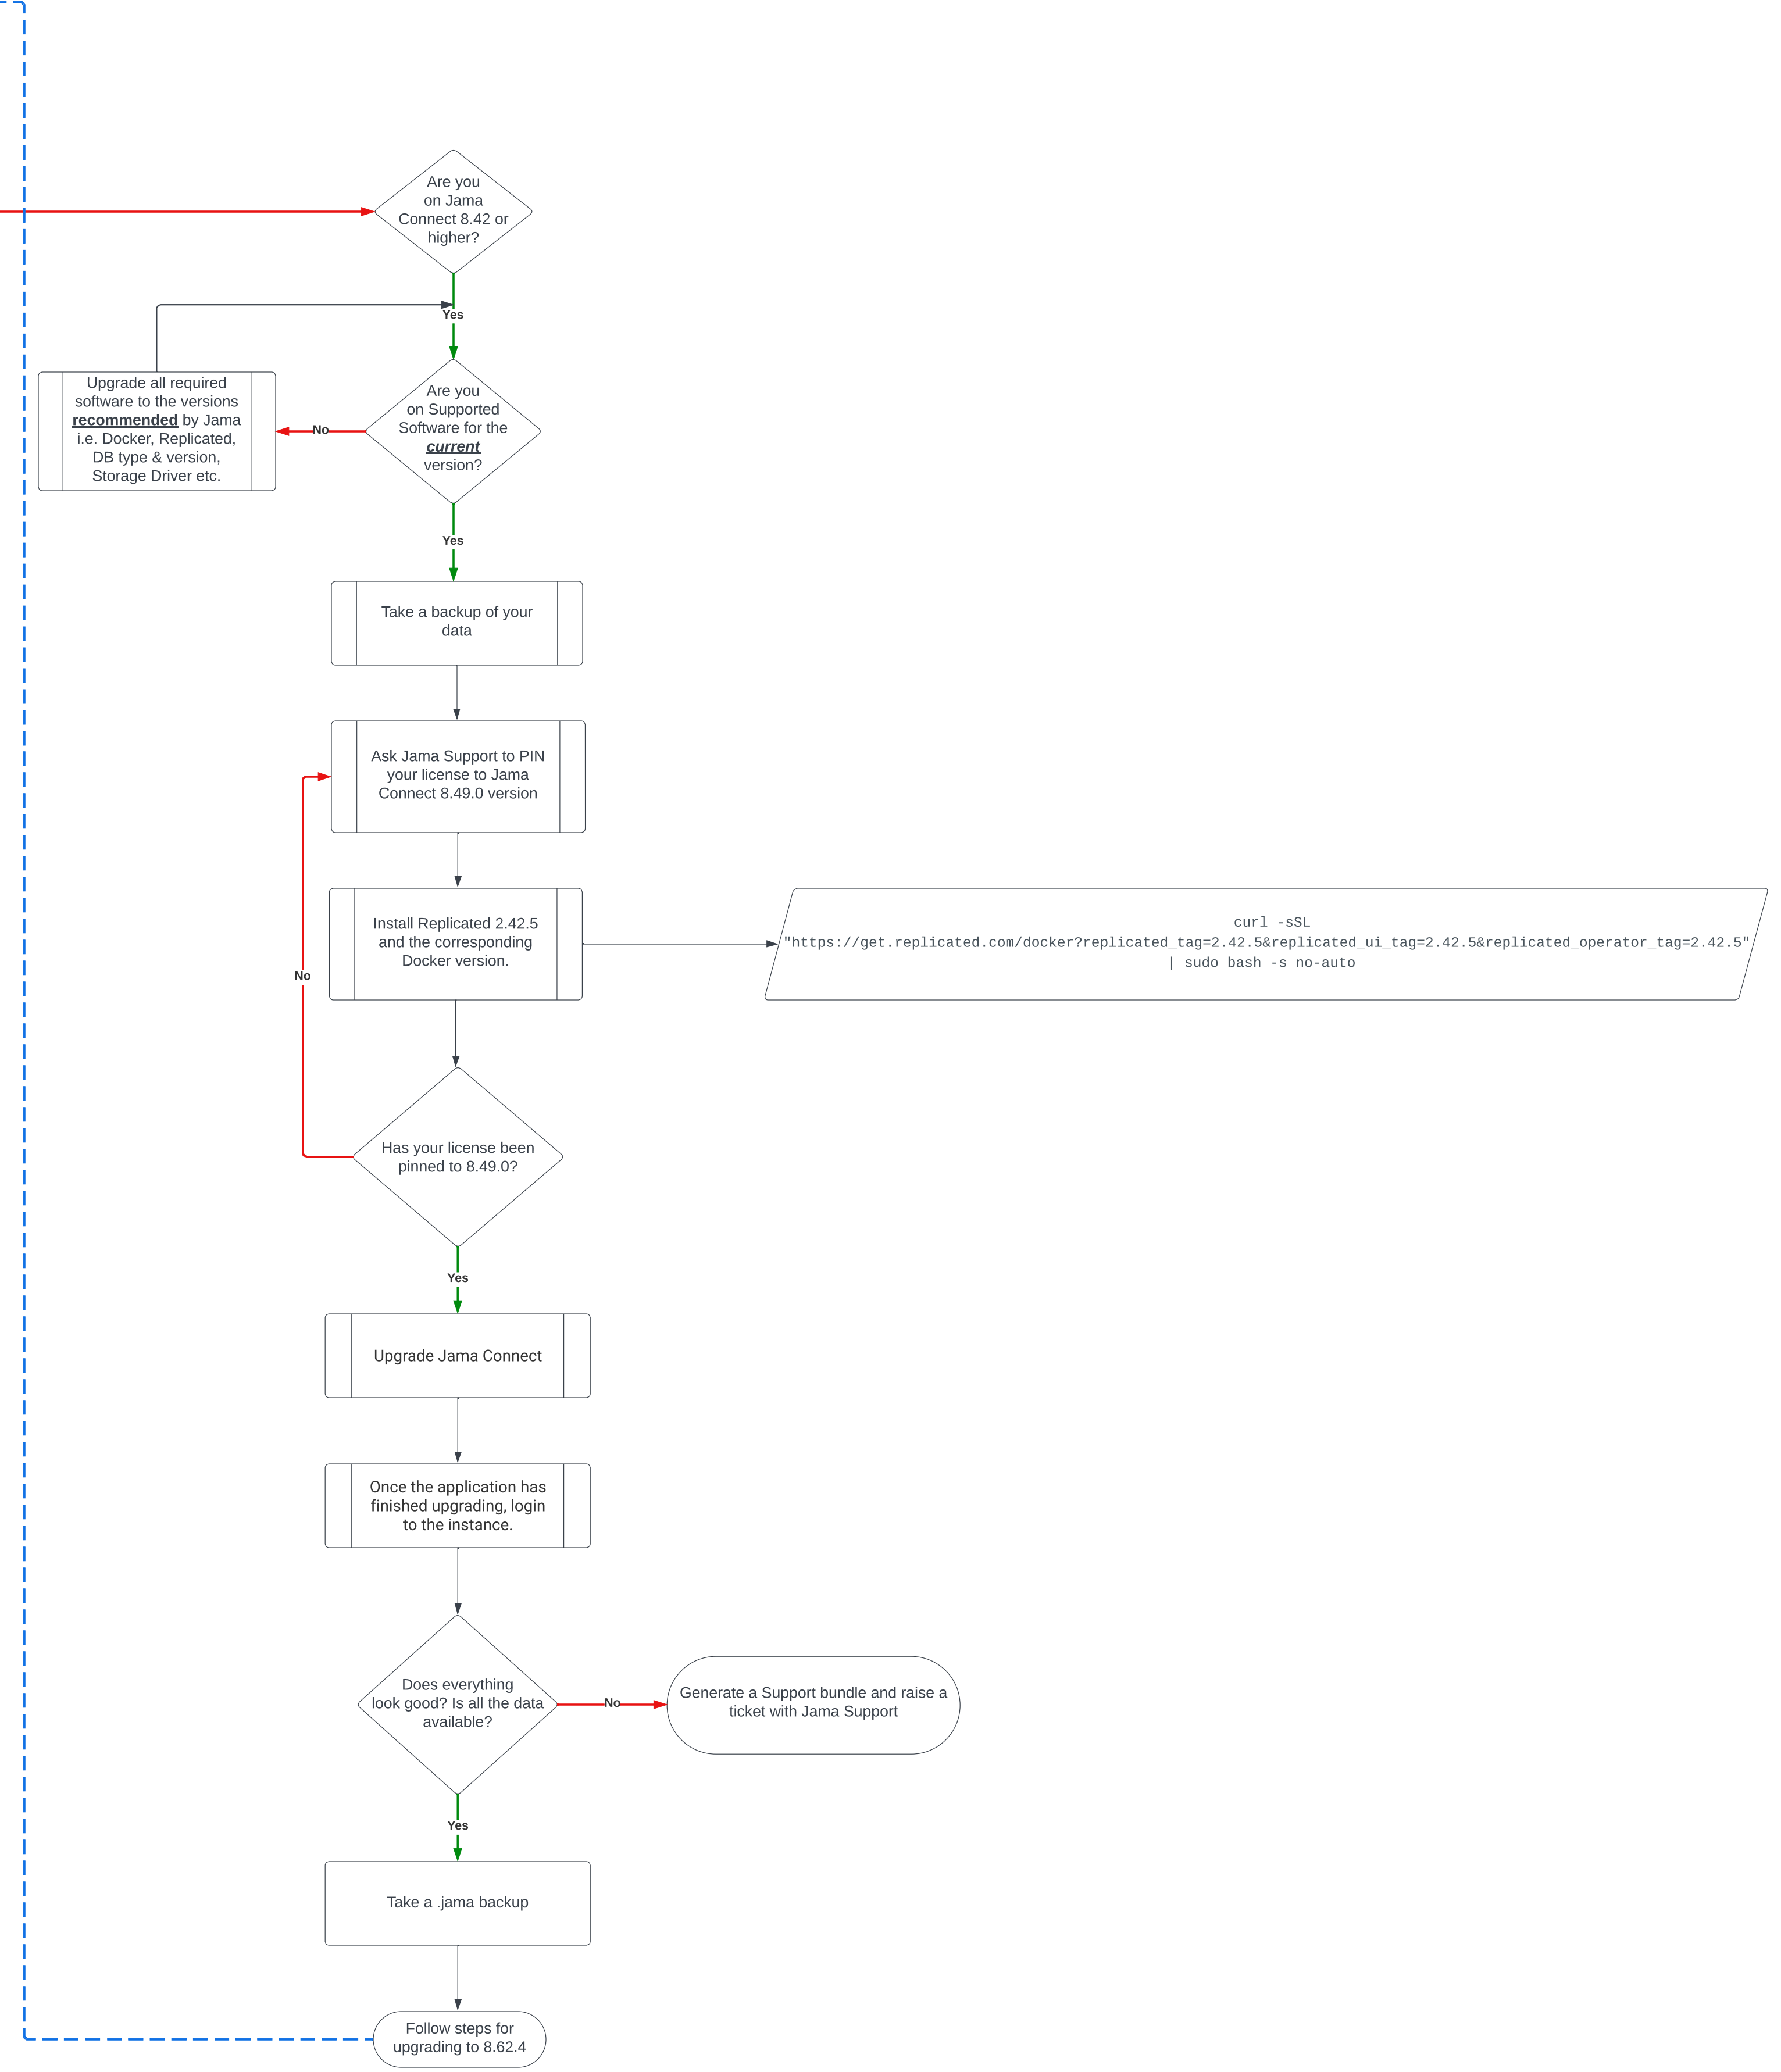 Are you
on Jama
Connect 8.42 or
higher?
Yes
Upgrade all required
software to the versions
recommended by Jama
i.e. Docker, Replicated,
DB type & version,
Storage Driver etc.
No
Are you
on Supported
Software for the
current
version?
Yes
Take a backup of your
data
Ask Jama Support to PIN
your license to Jama
Connect 8.49.0 version
Install Replicated 2.42.5
and the corresponding
Docker version.
curl -sSL
"https://get.replicated.com/docker?replicated_tag=2.42.5&replicated_ui_tag=2.42.5&replicated_operator_tag=2.42.5"
| sudo bash -s no-auto
No
Has your license been
pinned to 8.49.0?
Yes
Upgrade Jama Connect
Once the application has
finished upgrading, login
to the instance.
Does everything
look good? Is all the data
available?
No
Generate a Support bundle and raise a
ticket with Jama Support
Yes
Take a .jama backup
Follow steps for
upgrading to 8.62.4